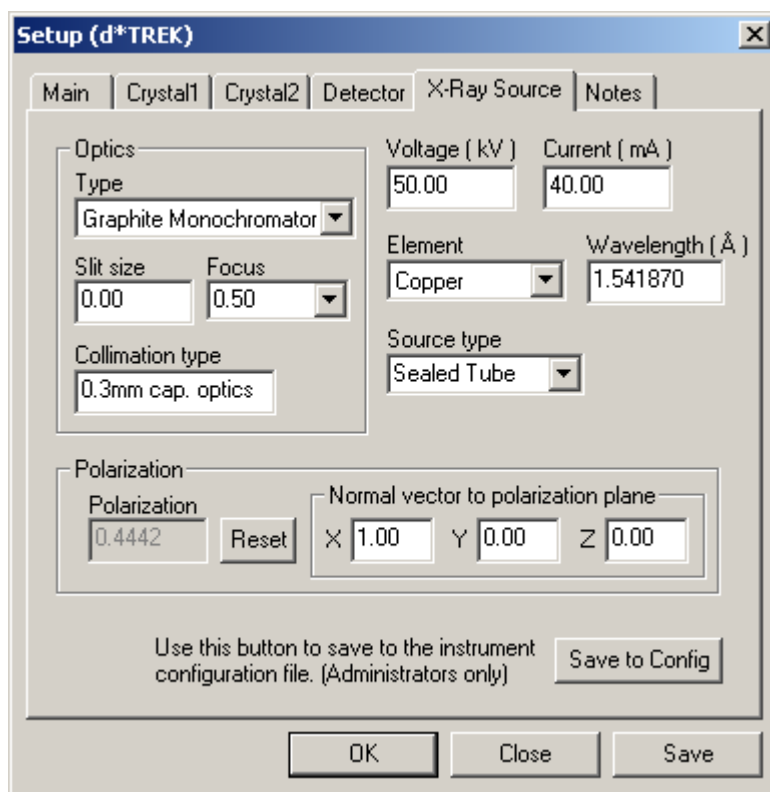 Setup (d*TREK)
Main Crystal1 Crystal2 Detector X-Ray Source Notes
Optics
Type
Graphite Monochromator
Slit size Focus
0.00 0.50
Collimation type
0.3mm cap. optics
Voltage ( kV ) Current ( mA )
50.00 40.00
Element Wavelength ( Å )
Copper 1.541870
Source type
Sealed Tube
Polarization
Polarization
0.4442 Reset
Normal vector to polarization plane
X 1.00 Y 0.00 Z 0.00
Use this button to save to the instrument
configuration file. (Administrators only)
Save to Config
OK Close Save